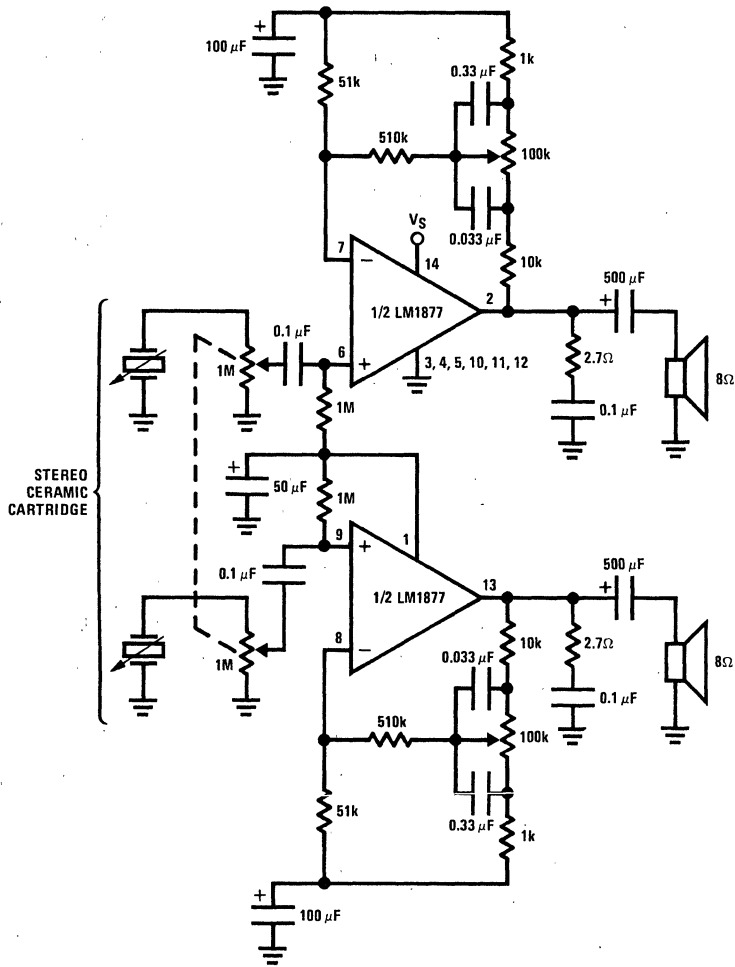 100 μF
+
1k
0.33 μF
51k
510k
100k
0.033 μF
VS
10k
7
−
14
500 μF
+
2
1/2 LM1877
0.1 μF
6
+
3, 4, 5, 10, 11, 12
2.7Ω
8Ω
1M
1M
0.1 μF
STEREO
CERAMIC
CARTRIDGE
+
50 μF
1M
9
+
1
500 μF
+
0.1 μF
13
1/2 LM1877
8
−
10k
2.7Ω
8Ω
1M
0.033 μF
0.1 μF
510k
100k
51k
0.33 μF
1k
+
100 μF